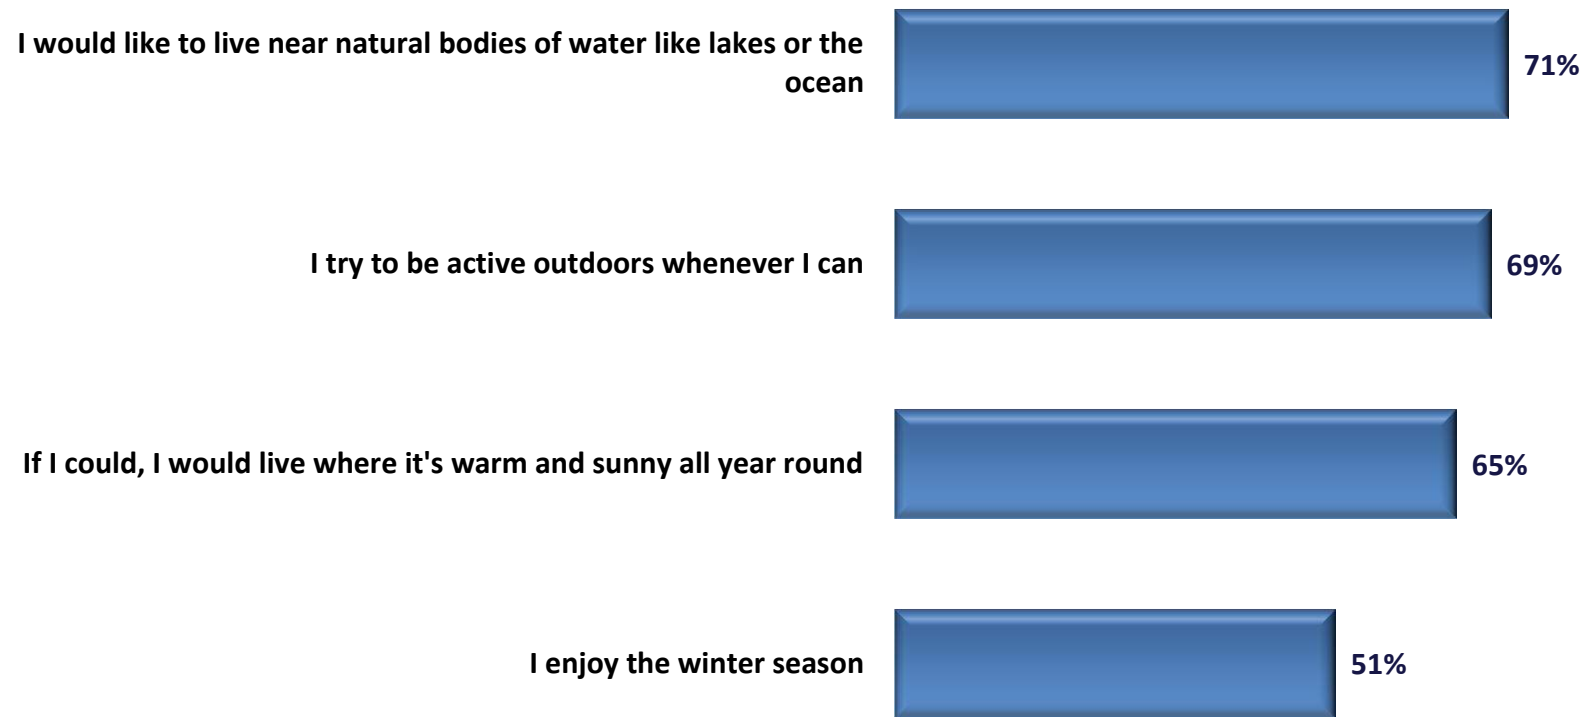 I would like to live near natural bodies of water like lakes or the
ocean
71%
I try to be active outdoors whenever I can
69%
If I could, I would live where it's warm and sunny all year round
65%
I enjoy the winter season
51%